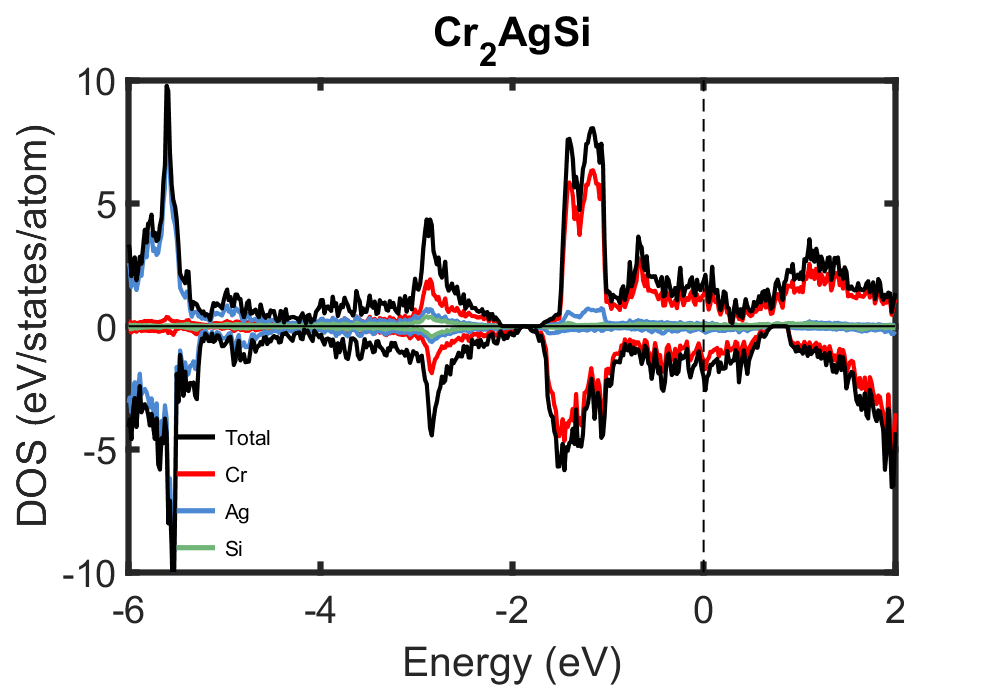 Cr₂AgSi
DOS (eV/states/atom)
10
5
0
-5
-10
Total
Cr
Ag
Si
-6 -4 -2 0 2
Energy (eV)